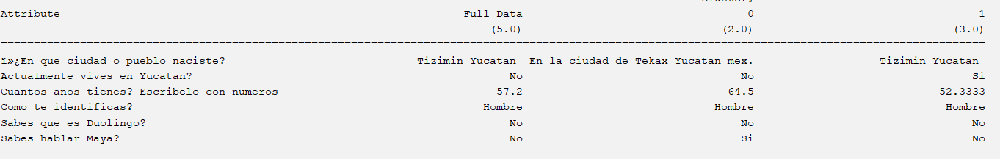 Cluster#
Attribute Full Data 0 1
(5.0) (2.0) (3.0)
=====================================================================================================================================================
ï»¿En que ciudad o pueblo naciste? Tizimin Yucatan En la ciudad de Tekax Yucatan mex. Tizimin Yucatan
Actualmente vives en Yucatan? No No Si
Cuantos anos tienes? Escribelo con numeros 57.2 64.5 52.3333
Como te identificas? Hombre Hombre Hombre
Sabes que es Duolingo? No No No
Sabes hablar Maya? No Si No